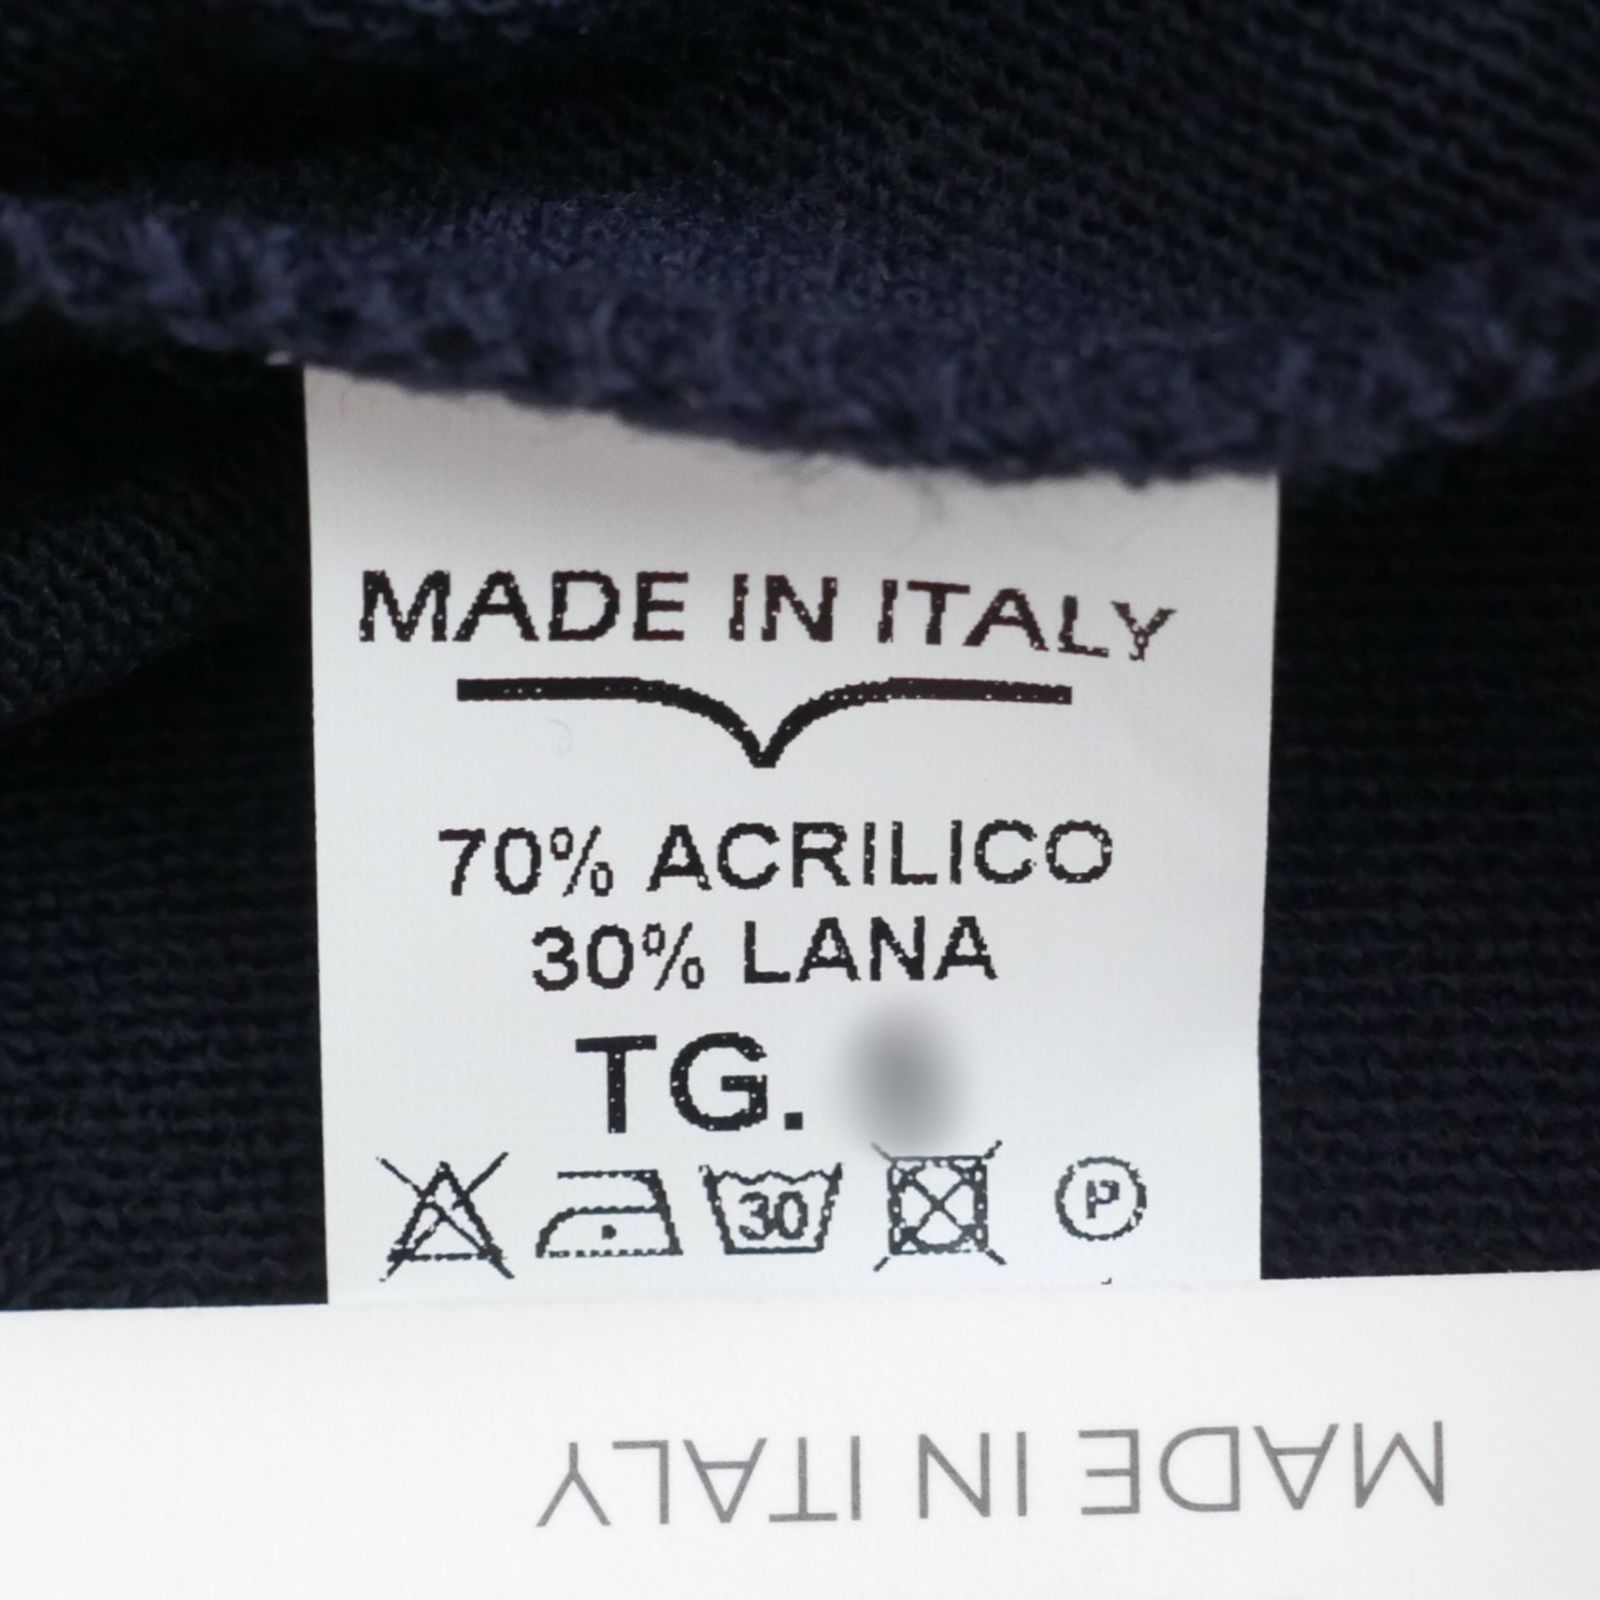 MADE IN ITALY
70% ACRILICO
30% LANA
TG.
30 P
MADE IN ITALY